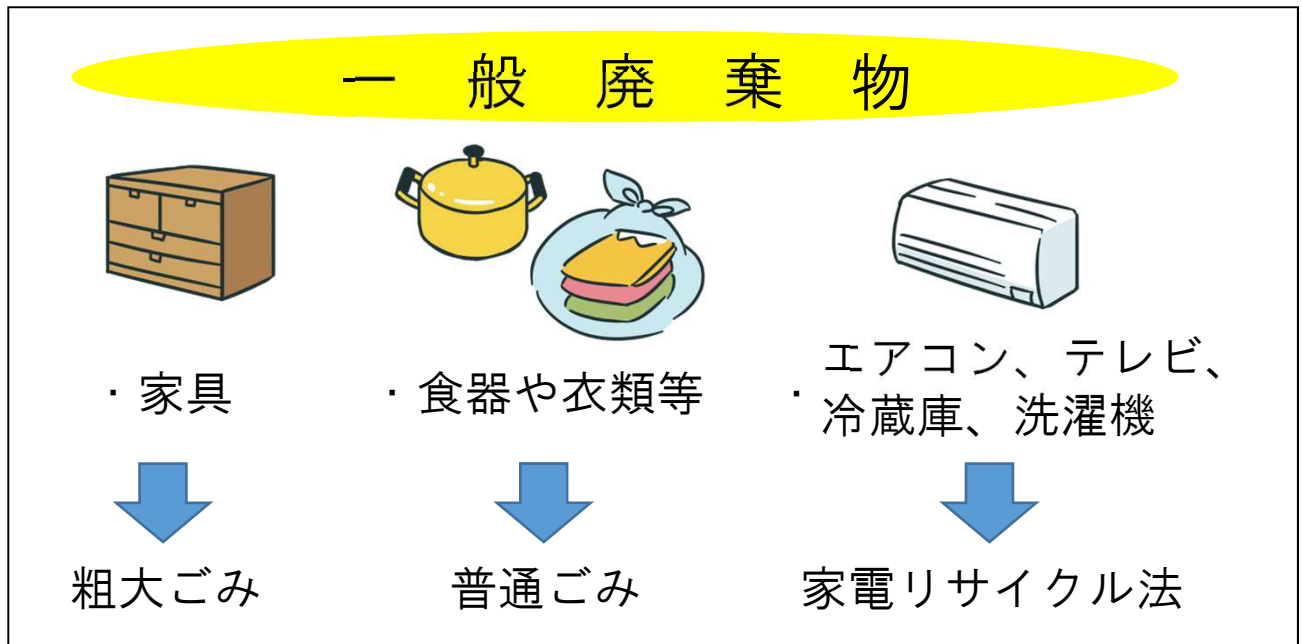 一般廃棄物
・家具
・食器や衣類等
・エアコン、テレビ、
冷蔵庫、洗濯機
粗大ごみ
普通ごみ
家電リサイクル法